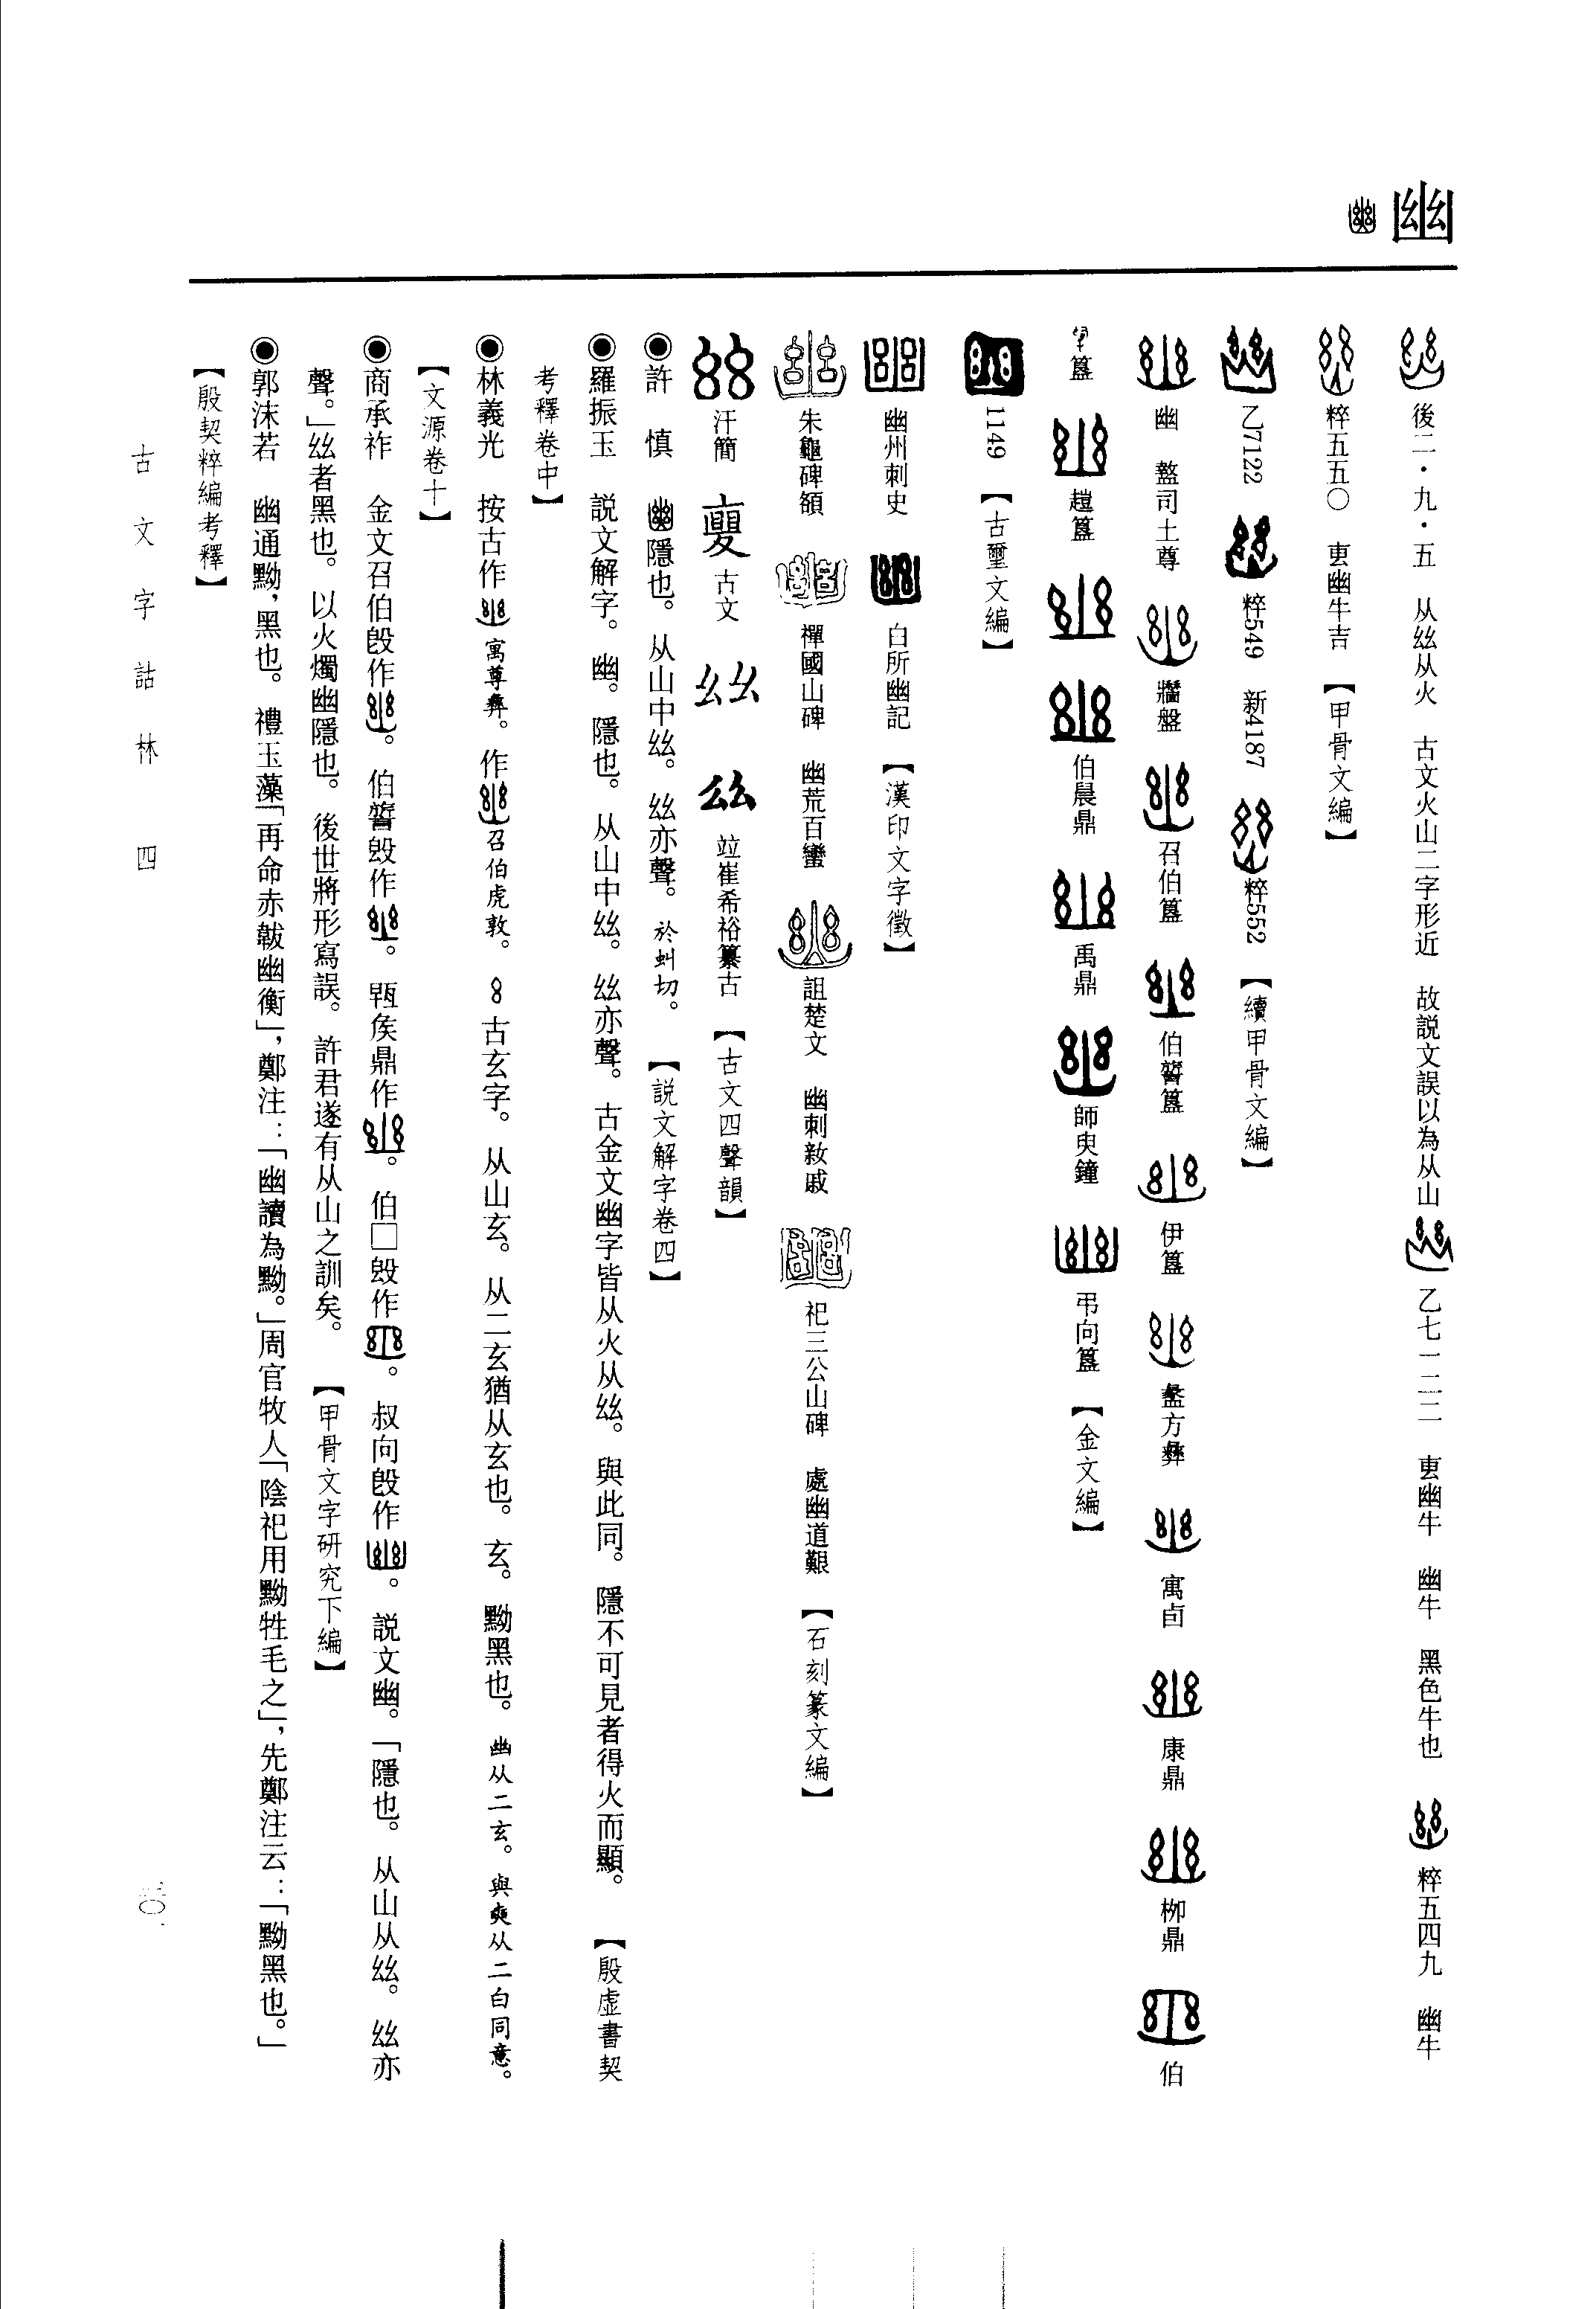 幽
後二·九·五　从𢆶从火　古文火山二字形近　故説文誤以為从山　乙七一二二　叀幽牛　幽牛　黑色牛也　粹五四九　幽牛
粹五五〇　叀幽牛吉　【甲骨文編】
乙7122　粹549　新4187　粹552　【續甲骨文編】
幽　盠司土尊　牆盤　召伯簋　伯簋　伊簋　盠方彝　寓卣　康鼎　柳鼎　伯
簋　趞簋　伯晨鼎　禹鼎　師臾鐘　弔向簋　【金文編】
1149　【古璽文編】
幽州刺史　白所幽記　【漢印文字徵】
朱龜碑額　禪國山碑　幽荒百蠻　詛楚文　幽刺敹戚　祀三公山碑　處幽道艱　【石刻篆文編】
汗簡　古文　竝崔希裕纂古　【古文四聲韻】
◉許　慎　隱也。从山中𢆶。𢆶亦聲。於虯切。　【説文解字卷四】
◉羅振玉　説文解字。幽。隱也。从山中𢆶。𢆶亦聲。古金文幽字皆从火从𢆶。與此同。隱不可見者得火而顯。　【殷虛書契
考釋卷中】
◉林義光　按古作寓尊彝。作召伯虎敦。古玄字。从山玄。从二玄猶从玄也。玄。黝黑也。幽从二玄。與奭从二白同意。
【文源卷十】
◉商承祚　金文召伯𣪘作。伯𣪘作。鼎作。伯□𣪘作。叔向𣪘作。説文幽。「隱也。从山从𢆶。𢆶亦
聲。」𢆶者黑也。以火燭幽隱也。後世將形寫誤。許君遂有从山之訓矣。　【甲骨文字研究下編】
◉郭沫若　幽通黝，黑也。禮玉藻「再命赤韍幽衡」，鄭注：「幽讀為黝。」周官牧人「陰祀用黝牲毛之」，先鄭注云：「黝黑也。」
【殷契粹編考釋】
古文字詁林　四